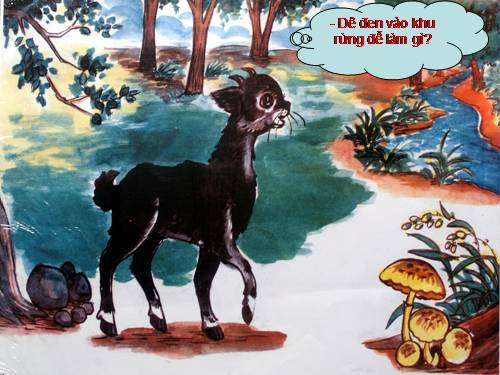 - Dê đen vào khu
rừng để làm gì?